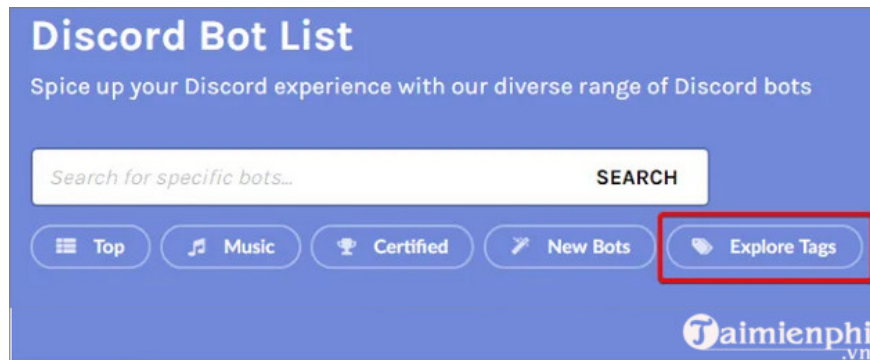 Discord Bot List
Spice up your Discord experience with our diverse range of Discord bots
Search for specific bots...
SEARCH
Top
Music
Certified
New Bots
Explore Tags
Taimienphi
.vn